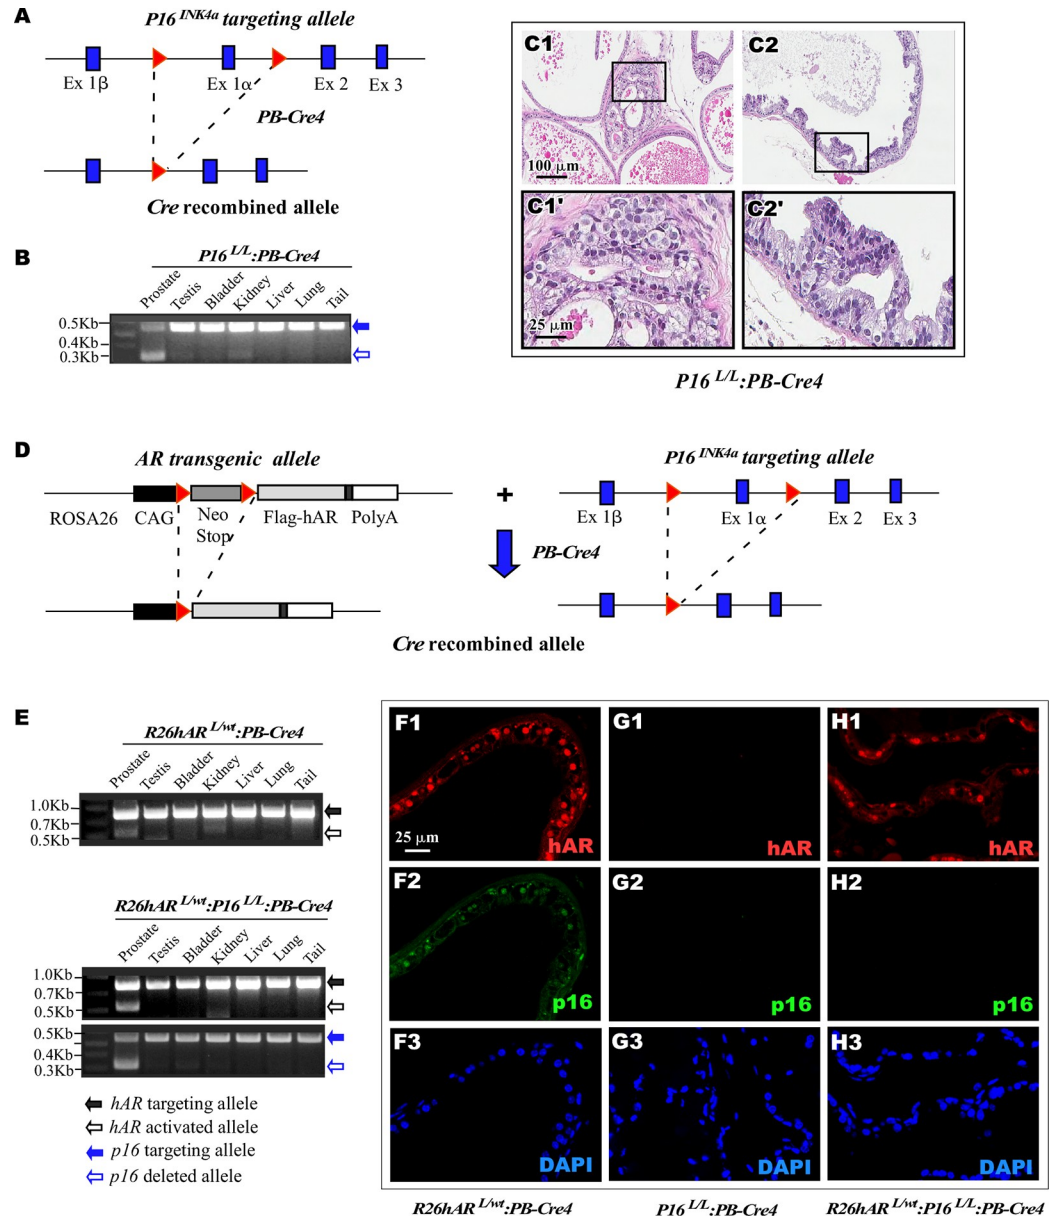 A
P16 INK4a targeting allele
Ex 1β
Ex 1α
Ex 2
Ex 3
PB-Cre4
Cre recombined allele
B
P16 L/L:PB-Cre4
Prostate
Testis
Bladder
Kidney
Liver
Lung
Tail
0.5Kb
0.4Kb
0.3Kb
C1
C2
100 μm
C1'
C2'
25 μm
P16 L/L:PB-Cre4
D
AR transgenic allele
ROSA26
CAG
Neo
Stop
Flag-hAR
PolyA
+
P16 INK4a targeting allele
Ex 1β
Ex 1α
Ex 2
Ex 3
PB-Cre4
Cre recombined allele
E
R26hAR L/wt:PB-Cre4
Prostate
Testis
Bladder
Kidney
Liver
Lung
Tail
1.0Kb
0.7Kb
0.5Kb
R26hAR L/wt:P16 L/L:PB-Cre4
Prostate
Testis
Bladder
Kidney
Liver
Lung
Tail
1.0Kb
0.7Kb
0.5Kb
0.5Kb
0.4Kb
0.3Kb
hAR targeting allele
hAR activated allele
p16 targeting allele
p16 deleted allele
F1
25 μm
hAR
G1
hAR
H1
hAR
F2
p16
G2
p16
H2
p16
F3
DAPI
G3
DAPI
H3
DAPI
R26hAR L/wt:PB-Cre4
P16 L/L:PB-Cre4
R26hAR L/wt:P16 L/L:PB-Cre4